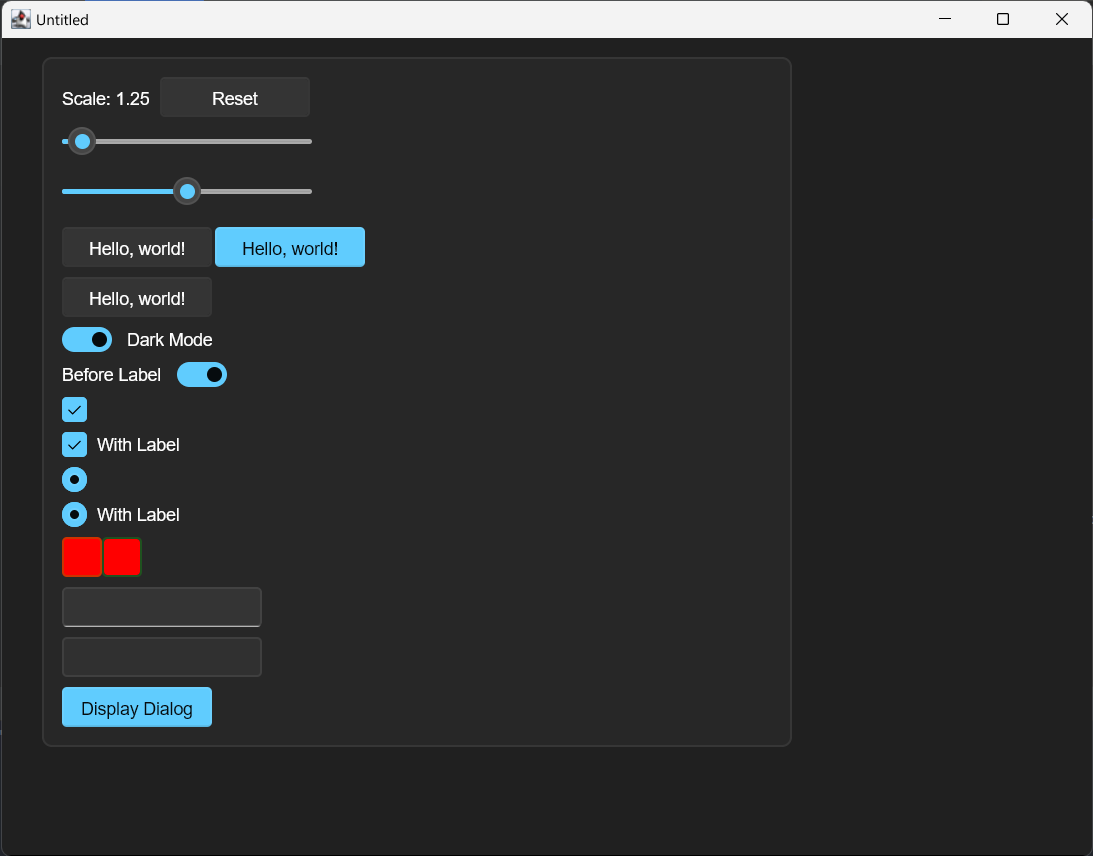 Untitled
Scale: 1.25 Reset
Hello, world! Hello, world!
Hello, world!
Dark Mode
Before Label
With Label
With Label
Display Dialog